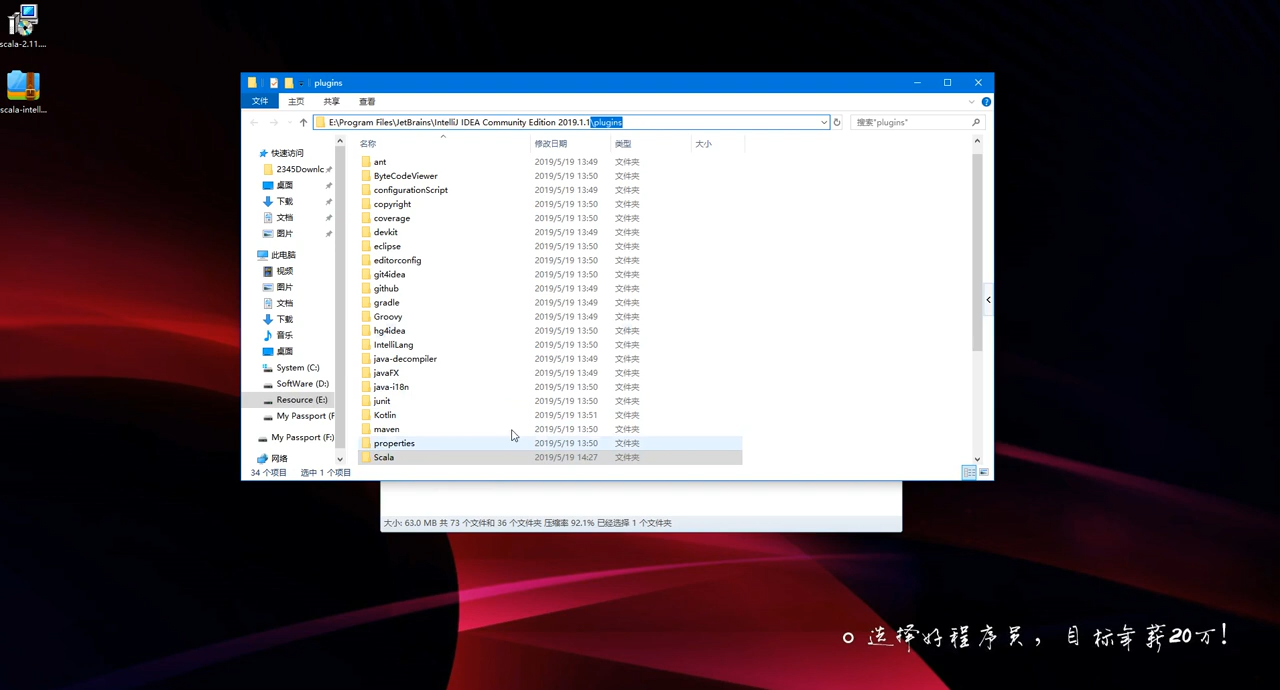 scala-2.11....
scala-intell...
plugins
文件 主页 共享 查看
E:\Program Files\JetBrains\IntelliJ IDEA Community Edition 2019.1.1\plugins
搜索"plugins"
名称 修改日期 类型 大小
快速访问
2345Downlc
桌面
下载
文档
图片
此电脑
视频
图片
文档
下载
音乐
桌面
System (C:)
SoftWare (D:)
Resource (E:)
My Passport (F
My Passport (F:)
网络
ant 2019/5/19 13:49 文件夹
ByteCodeViewer 2019/5/19 13:50 文件夹
configurationScript 2019/5/19 13:49 文件夹
copyright 2019/5/19 13:50 文件夹
coverage 2019/5/19 13:50 文件夹
devkit 2019/5/19 13:49 文件夹
eclipse 2019/5/19 13:50 文件夹
editorconfig 2019/5/19 13:50 文件夹
git4idea 2019/5/19 13:50 文件夹
github 2019/5/19 13:49 文件夹
gradle 2019/5/19 13:49 文件夹
Groovy 2019/5/19 13:49 文件夹
hg4idea 2019/5/19 13:50 文件夹
IntelliLang 2019/5/19 13:50 文件夹
java-decompiler 2019/5/19 13:49 文件夹
javaFX 2019/5/19 13:49 文件夹
java-i18n 2019/5/19 13:50 文件夹
junit 2019/5/19 13:50 文件夹
Kotlin 2019/5/19 13:51 文件夹
maven 2019/5/19 13:50 文件夹
properties 2019/5/19 13:50 文件夹
Scala 2019/5/19 14:27 文件夹
34 个项目 选中 1 个项目
大小: 63.0 MB 共 73 个文件和 36 个文件夹 压缩率 92.1% 已经选择 1 个文件夹
选择好程序员，目标年薪20万！